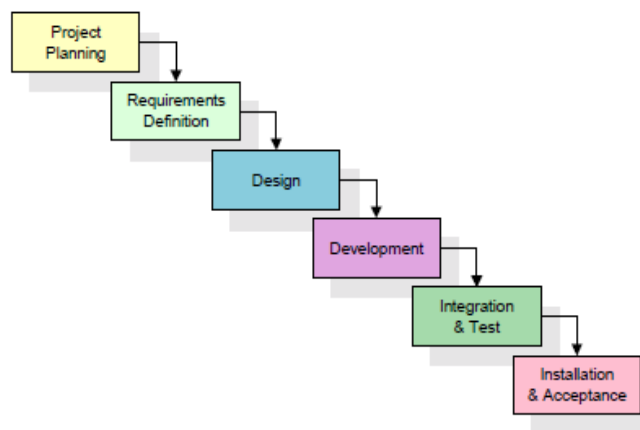 Project
Planning
Requirements
Definition
Design
Development
Integration
& Test
Installation
& Acceptance